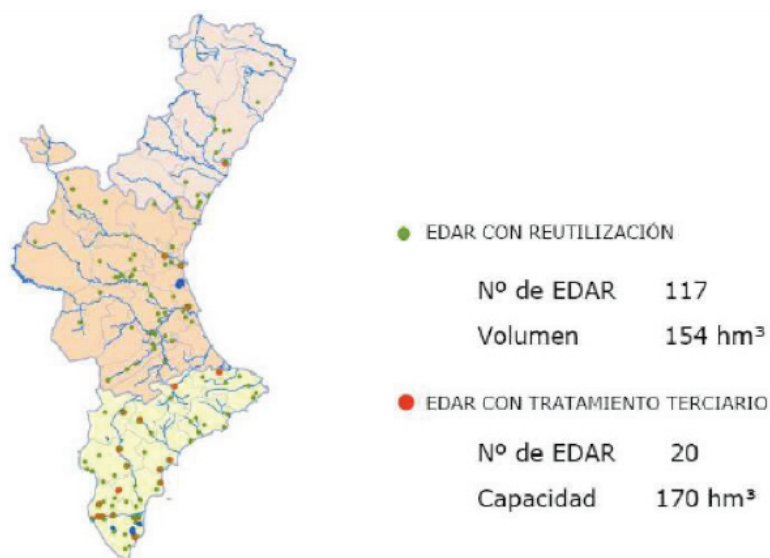 EDAR CON REUTILIZACIÓN
Nº de EDAR 117
Volumen 154 hm³
EDAR CON TRATAMIENTO TERCIARIO
Nº de EDAR 20
Capacidad 170 hm³